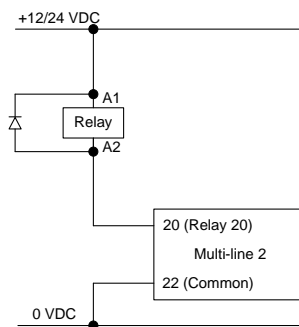 +12/24 VDC
A1
Relay
A2
20 (Relay 20)
Multi-line 2
22 (Common)
0 VDC